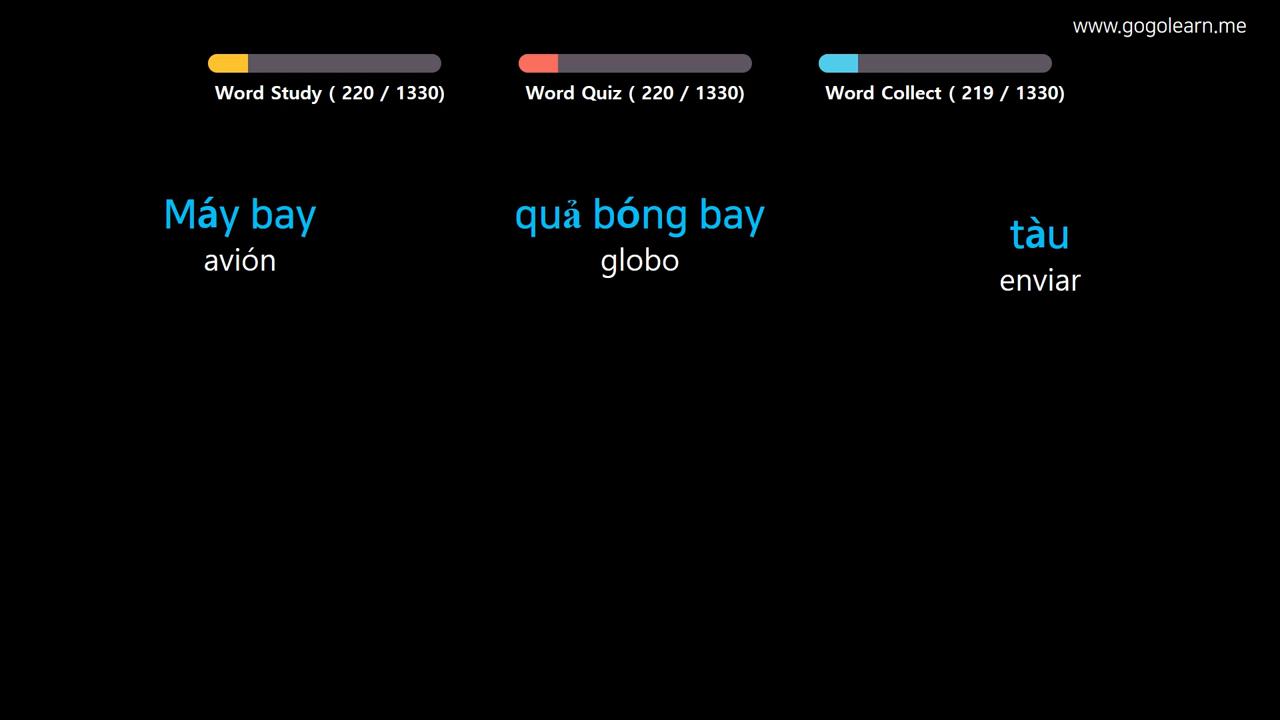 www.gogolearn.me
Word Study ( 220 / 1330)
Word Quiz ( 220 / 1330)
Word Collect ( 219 / 1330)
Máy bay
avión
quả bóng bay
globo
tàu
enviar